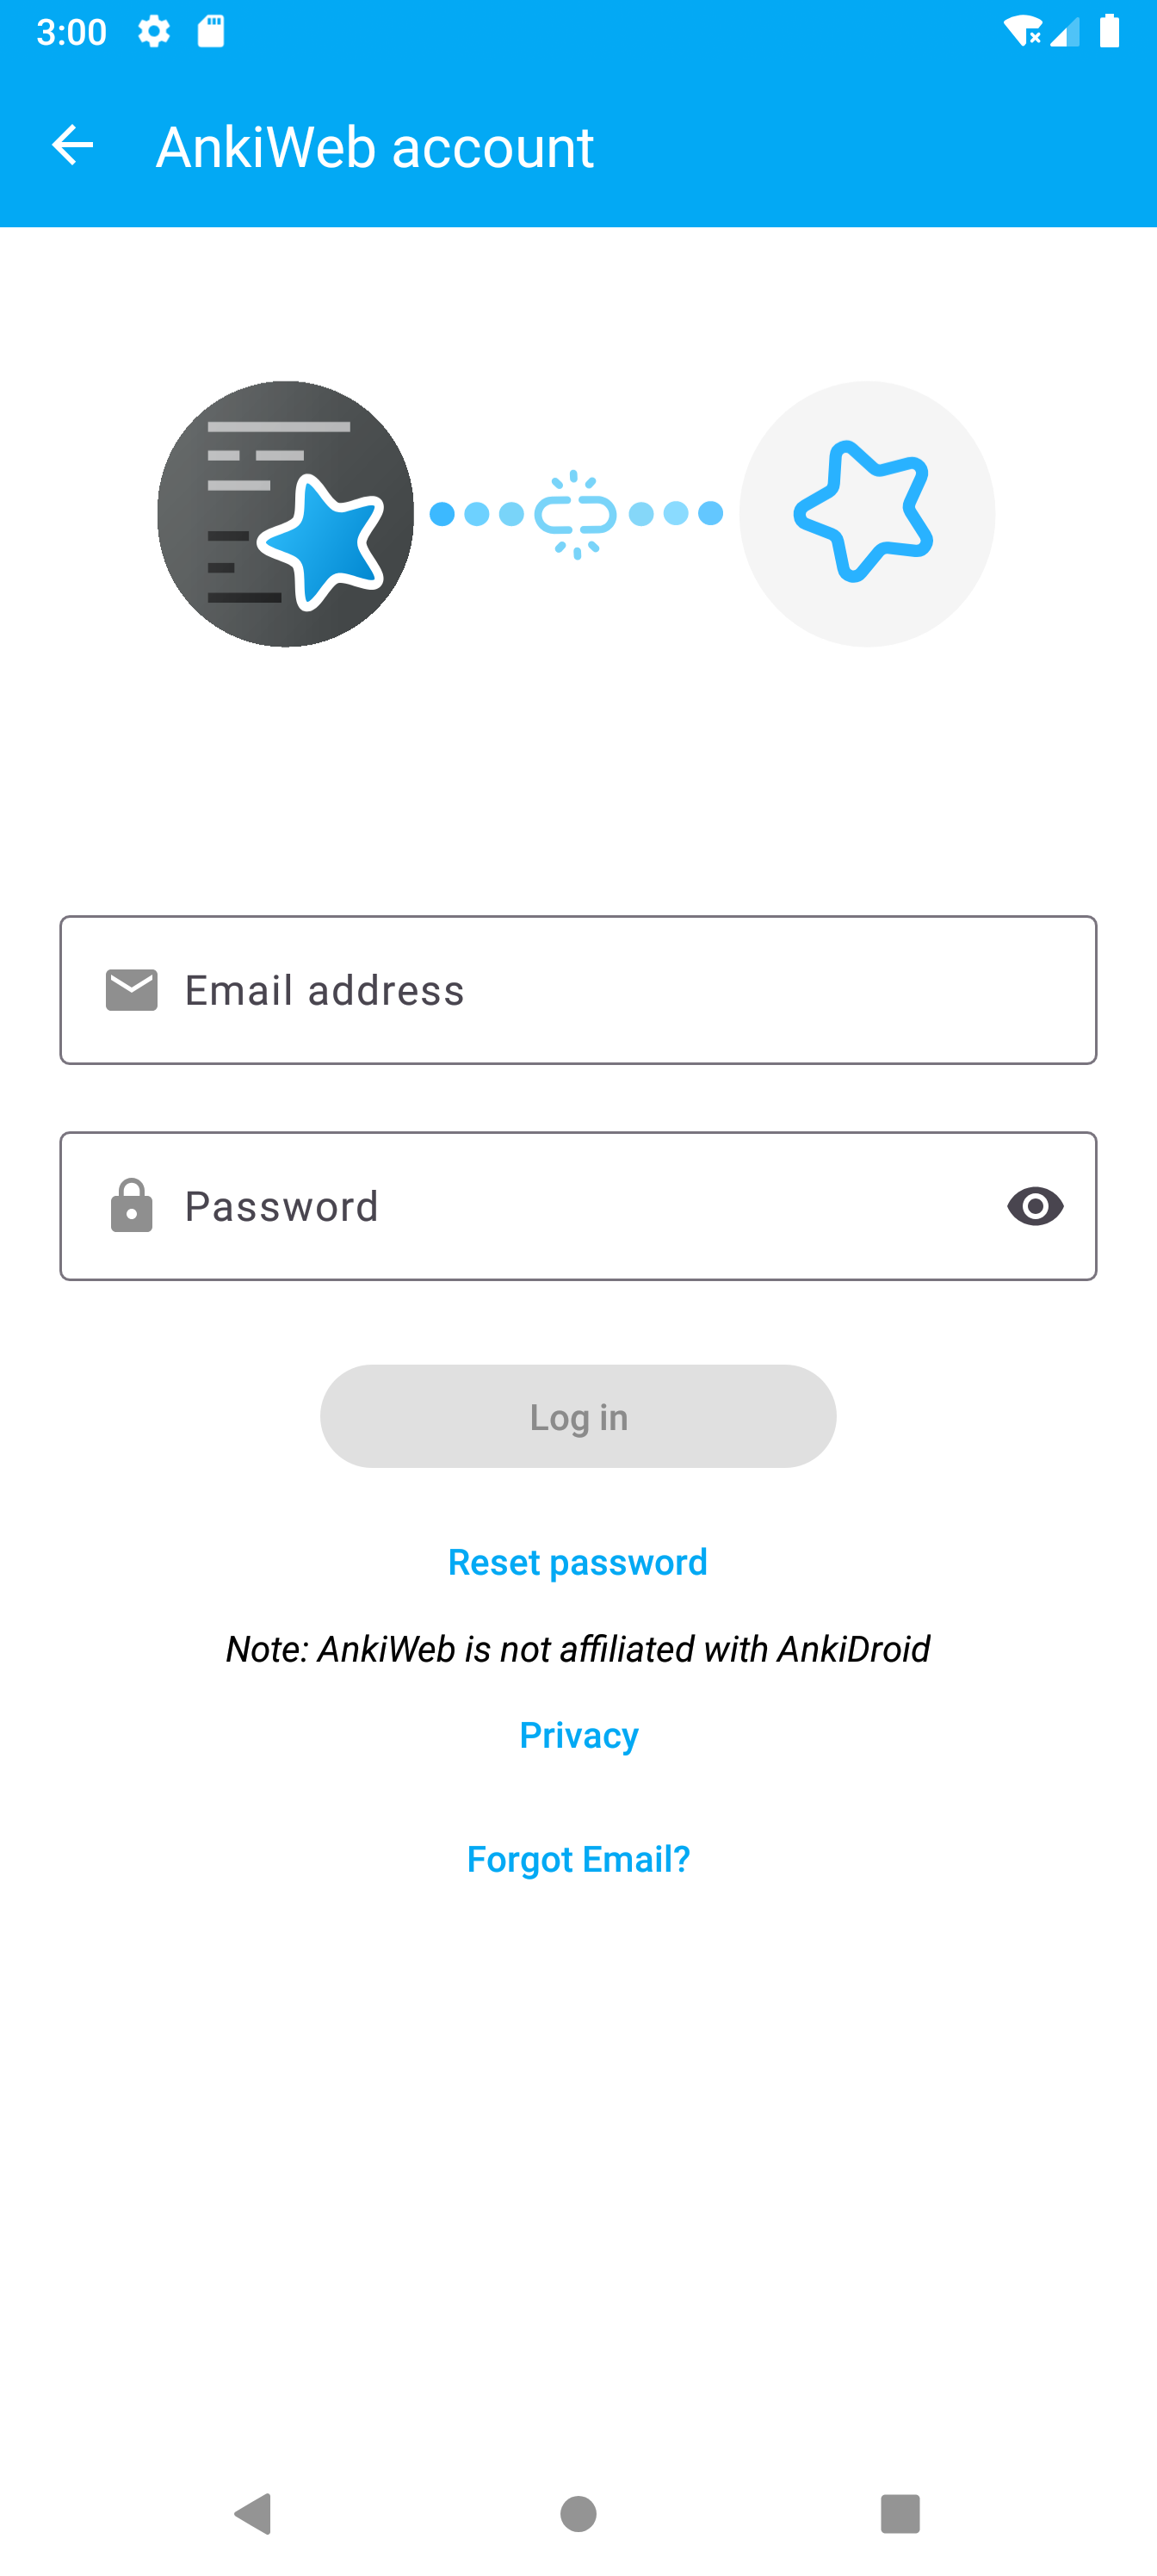 3:00
AnkiWeb account
Email address
Password
Log in
Reset password
Note: AnkiWeb is not affiliated with AnkiDroid
Privacy
Forgot Email?